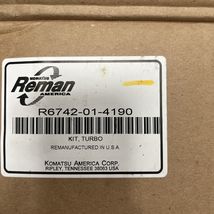 KOMATSU
Reman
AMERICA
R6742-01-4190
KIT, TURBO
REMANUFACTURED IN U.S.A
KOMATSU AMERICA CORP.
RIPLEY, TENNESSEE 38063 USA